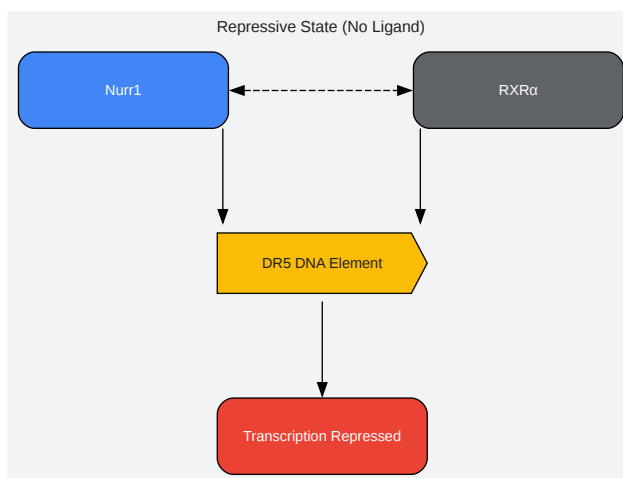 Repressive State (No Ligand)
Nurr1
RXRα
DR5 DNA Element
Transcription Repressed